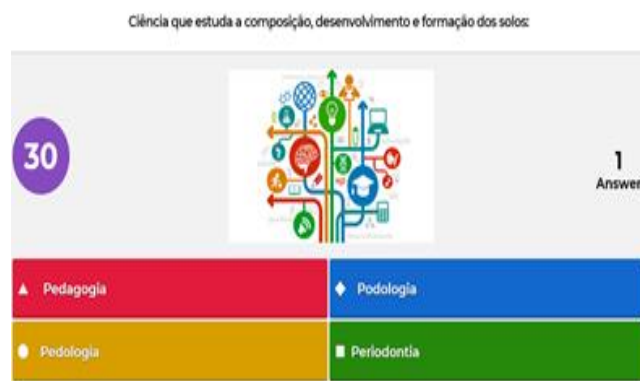 Ciência que estuda a composição, desenvolvimento e formação dos solos:
30
1
Answer
Pedagogia
Podologia
Pedologia
Periodontia